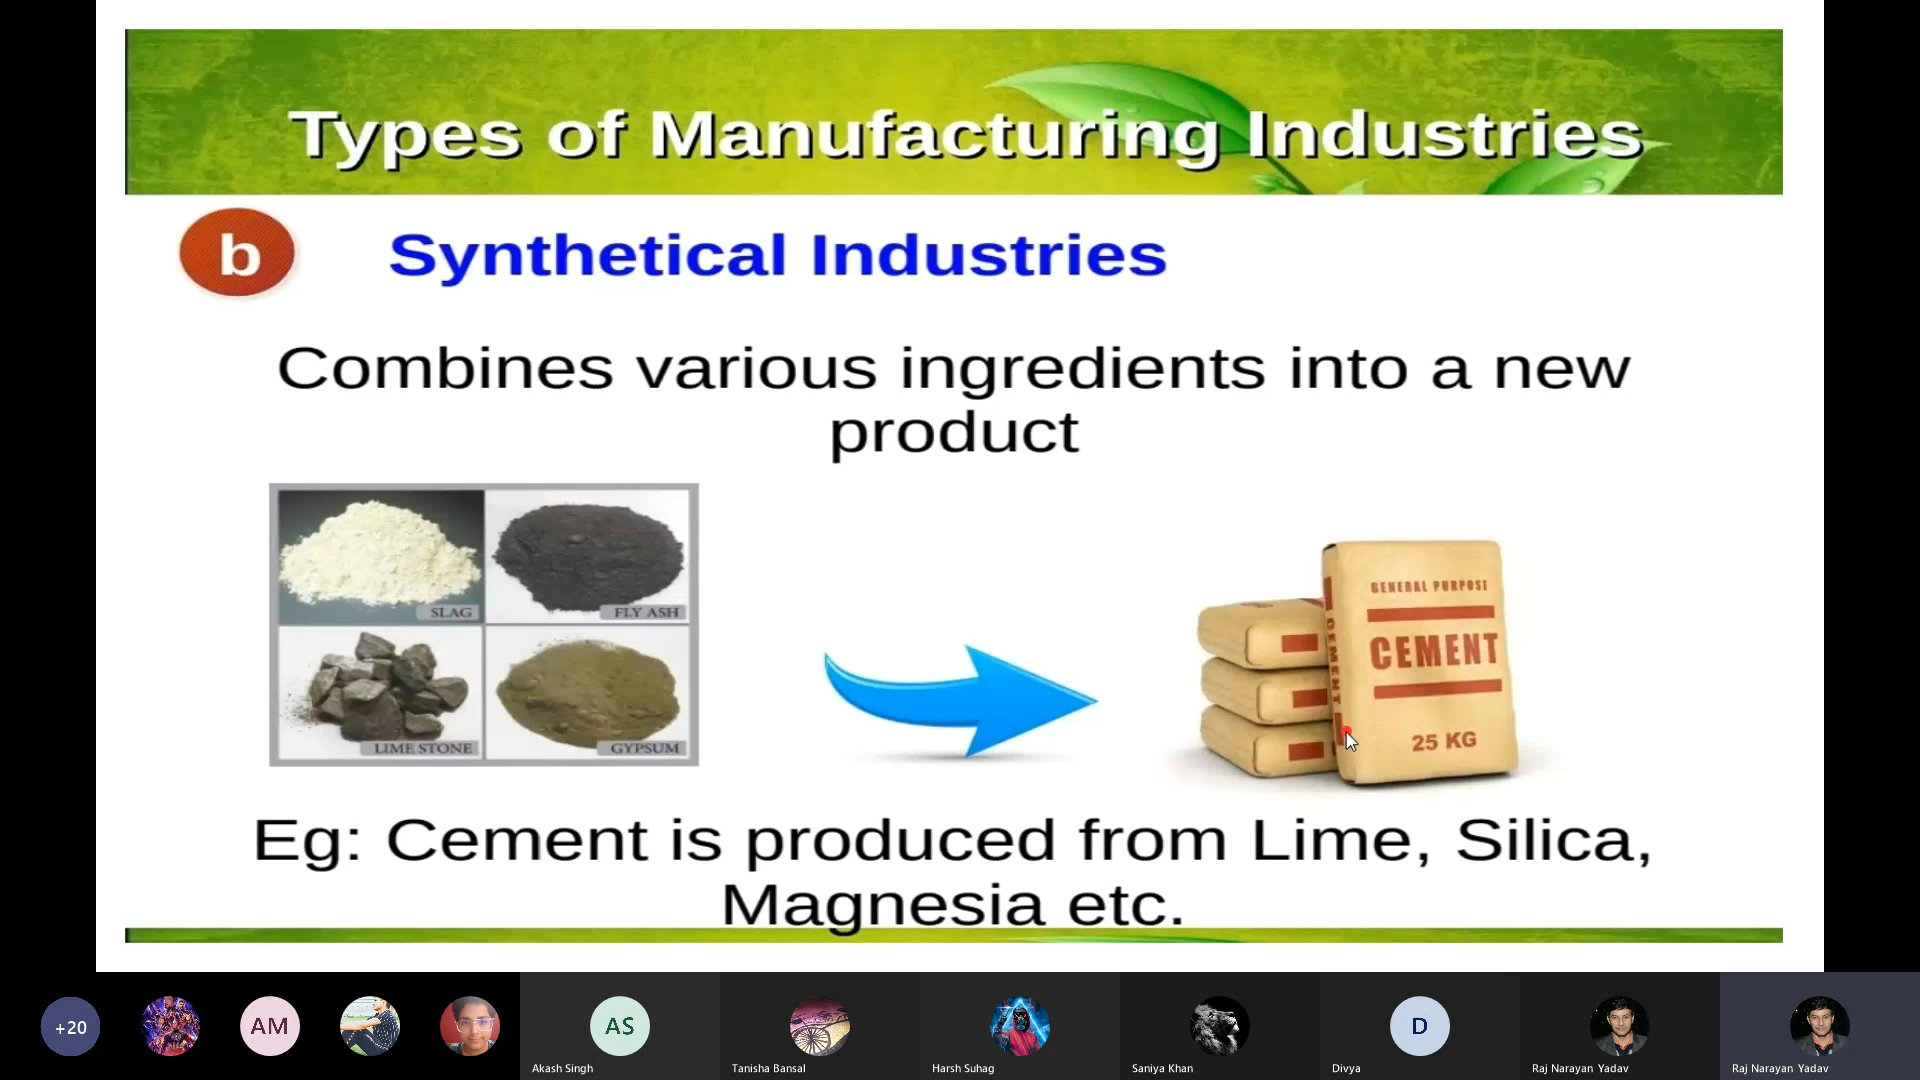 Types of Manufacturing Industries
b
Synthetical Industries
Combines various ingredients into a new
product
SLAG
FLY ASH
LIME STONE
GYPSUM
GENERAL PURPOSE
CEMENT
CEMENT
25 KG
Eg: Cement is produced from Lime, Silica,
Magnesia etc.
+20
AM
AS
D
Akash Singh
Tanisha Bansal
Harsh Suhag
Saniya Khan
Divya
Raj Narayan Yadav
Raj Narayan Yadav